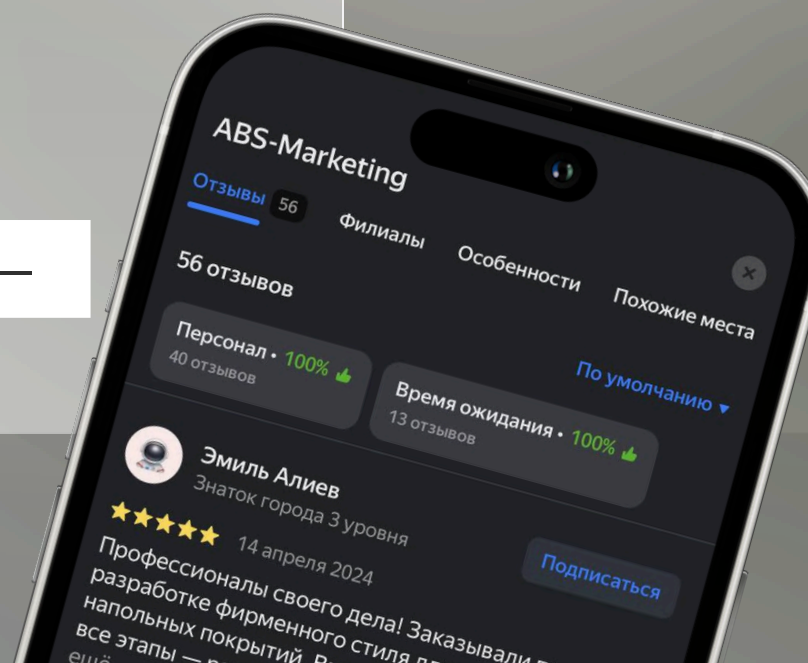 ABS-Marketing
Отзывы 56 Филиалы Особенности Похожие места
56 отзывов
По умолчанию
Персонал • 100%
40 отзывов
Время ожидания • 100%
13 отзывов
Эмиль Алиев
Знаток города 3 уровня
14 апреля 2024
Подписаться
Профессионалы своего дела! Заказывали
разработке фирменного стиля
напольных покрытий.
все этапы —
ещё